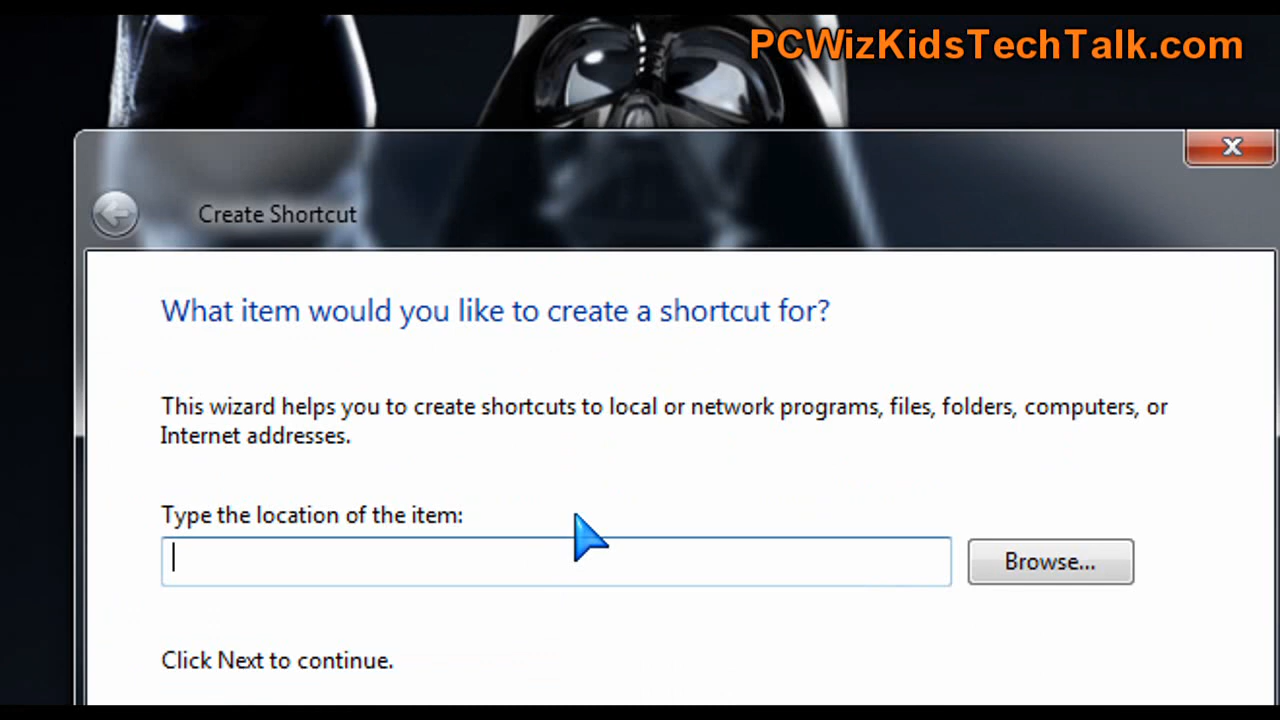 PCWizKidsTechTalk.com
Create Shortcut
What item would you like to create a shortcut for?
This wizard helps you to create shortcuts to local or network programs, files, folders, computers, or
Internet addresses.
Type the location of the item:
Browse...
Click Next to continue.